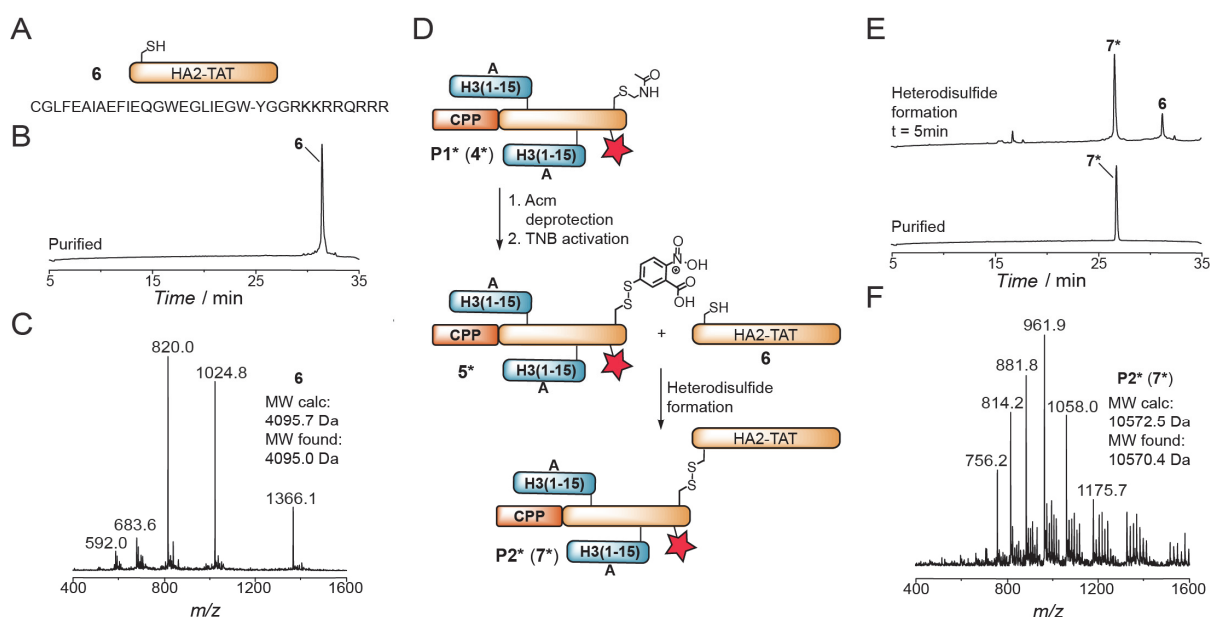 A
SH
6
HA2-TAT
CGLFEAIAEFIEQGWEGLIEGW-YGGRKKRRQRRR
B
6
Purified
5
15
25
35
Time / min
C
820.0
1024.8
6
MW calc:
4095.7 Da
MW found:
4095.0 Da
1366.1
683.6
592.0
400
800
1200
1600
m/z
D
A
H3(1-15)
O
S
NH
CPP
H3(1-15)
P1* (4*)
A
1. Acm
deprotection
2. TNB activation
O
N
OH
⊕
O
OH
S
S
A
H3(1-15)
CPP
H3(1-15)
5*
A
+
SH
HA2-TAT
6
Heterodisulfide
formation
HA2-TAT
S
S
A
H3(1-15)
CPP
H3(1-15)
P2* (7*)
A
E
7*
6
Heterodisulfide
formation
t = 5min
7*
Purified
5
15
25
35
Time / min
F
961.9
881.8
P2* (7*)
MW calc:
10572.5 Da
MW found:
10570.4 Da
814.2
1058.0
756.2
1175.7
400
800
1200
1600
m/z